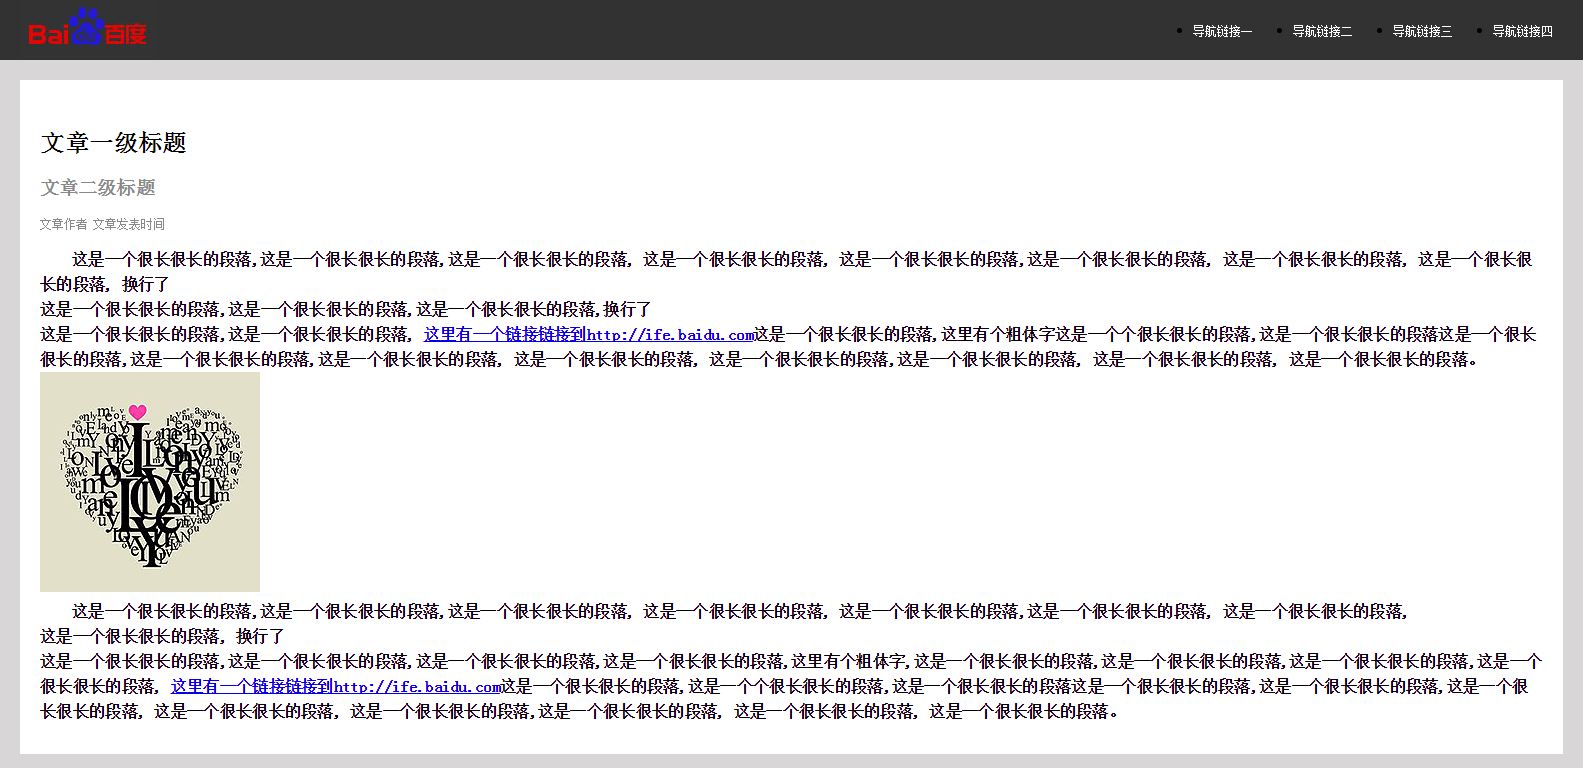 Bai百度
导航链接一 导航链接二 导航链接三 导航链接四
文章一级标题
文章二级标题
文章作者 文章发表时间
这是一个很长很长的段落,这是一个很长很长的段落,这是一个很长很长的段落, 这是一个很长很长的段落, 这是一个很长很长的段落,这是一个很长很长的段落, 这是一个很长很长的段落, 这是一个很长很
长的段落, 换行了
这是一个很长很长的段落,这是一个很长很长的段落,这是一个很长很长的段落,换行了
这是一个很长很长的段落,这是一个很长很长的段落, 这里有一个链接链接到http://ife.baidu.com这是一个很长很长的段落,这里有个粗体字这是一个个很长很长的段落,这是一个很长很长的段落这是一个很长
很长的段落,这是一个很长很长的段落,这是一个很长很长的段落, 这是一个很长很长的段落, 这是一个很长很长的段落,这是一个很长很长的段落, 这是一个很长很长的段落, 这是一个很长很长的段落。
I
Love
You
这是一个很长很长的段落,这是一个很长很长的段落,这是一个很长很长的段落, 这是一个很长很长的段落, 这是一个很长很长的段落,这是一个很长很长的段落, 这是一个很长很长的段落,
这是一个很长很长的段落, 换行了
这是一个很长很长的段落,这是一个很长很长的段落,这是一个很长很长的段落,这是一个很长很长的段落,这里有个粗体字,这是一个很长很长的段落,这是一个很长很长的段落,这是一个很长很长的段落,这是一个
很长很长的段落, 这里有一个链接链接到http://ife.baidu.com这是一个很长很长的段落,这是一个个很长很长的段落,这是一个很长很长的段落这是一个很长很长的段落,这是一个很长很长的段落,这是一个很
长很长的段落, 这是一个很长很长的段落, 这是一个很长很长的段落,这是一个很长很长的段落, 这是一个很长很长的段落, 这是一个很长很长的段落。